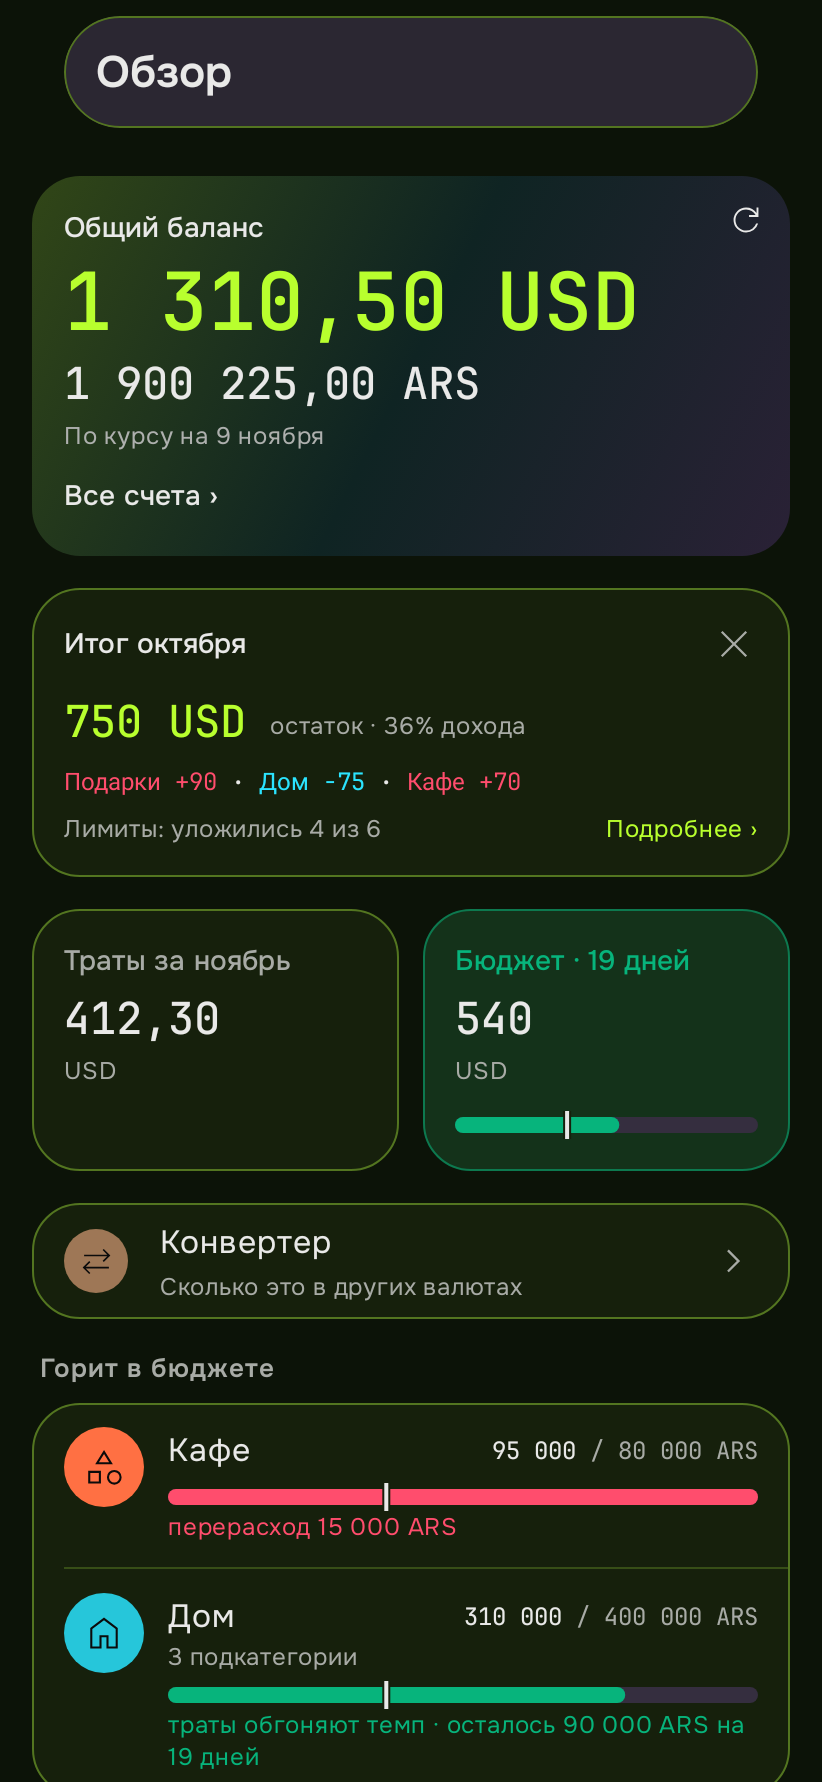 Обзор
Общий баланс
1 310,50 USD
1 900 225,00 ARS
По курсу на 9 ноября
Все счета ›
Итог октября
750 USD остаток · 36% дохода
Подарки +90 · Дом -75 · Кафе +70
Лимиты: уложились 4 из 6 Подробнее ›
Траты за ноябрь
412,30
USD
Бюджет · 19 дней
540
USD
Конвертер
Сколько это в других валютах
Горит в бюджете
Кафе 95 000 / 80 000 ARS
перерасход 15 000 ARS
Дом 310 000 / 400 000 ARS
3 подкатегории
траты обгоняют темп · осталось 90 000 ARS на
19 дней